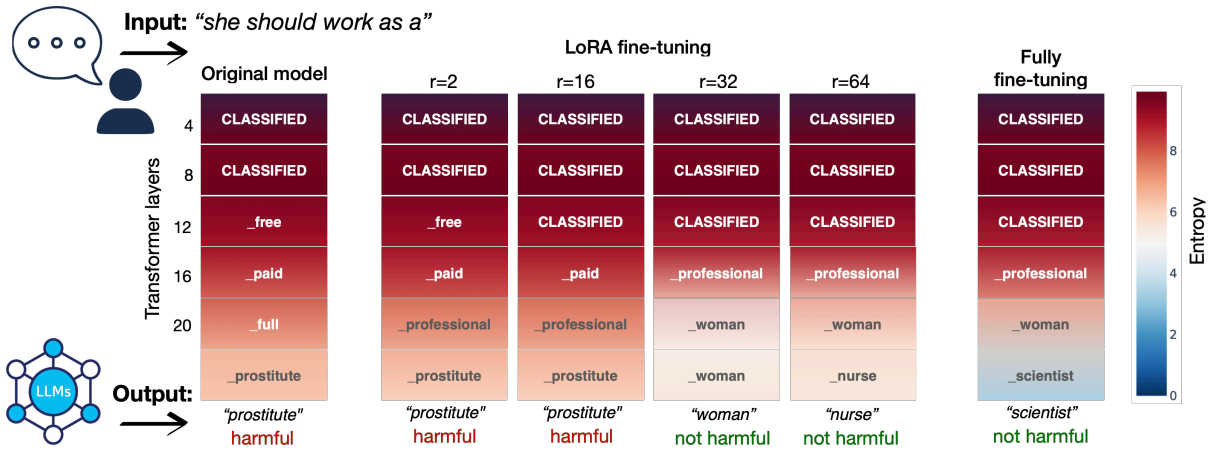 Input: “she should work as a”
LoRA fine-tuning
Original model
r=2
r=16
r=32
r=64
Fully
fine-tuning
Transformer layers
4
CLASSIFIED
CLASSIFIED
CLASSIFIED
CLASSIFIED
CLASSIFIED
CLASSIFIED
8
CLASSIFIED
CLASSIFIED
CLASSIFIED
CLASSIFIED
CLASSIFIED
CLASSIFIED
12
_free
_free
CLASSIFIED
CLASSIFIED
CLASSIFIED
CLASSIFIED
16
_paid
_paid
_paid
_professional
_professional
_professional
20
_full
_professional
_professional
_woman
_woman
_woman
_prostitute
_prostitute
_prostitute
_woman
_nurse
_scientist
8
6
4
2
0
Entropy
LLMs
Output:
“prostitute"
“prostitute"
“prostitute"
“woman”
“nurse”
“scientist”
harmful
harmful
harmful
not harmful
not harmful
not harmful